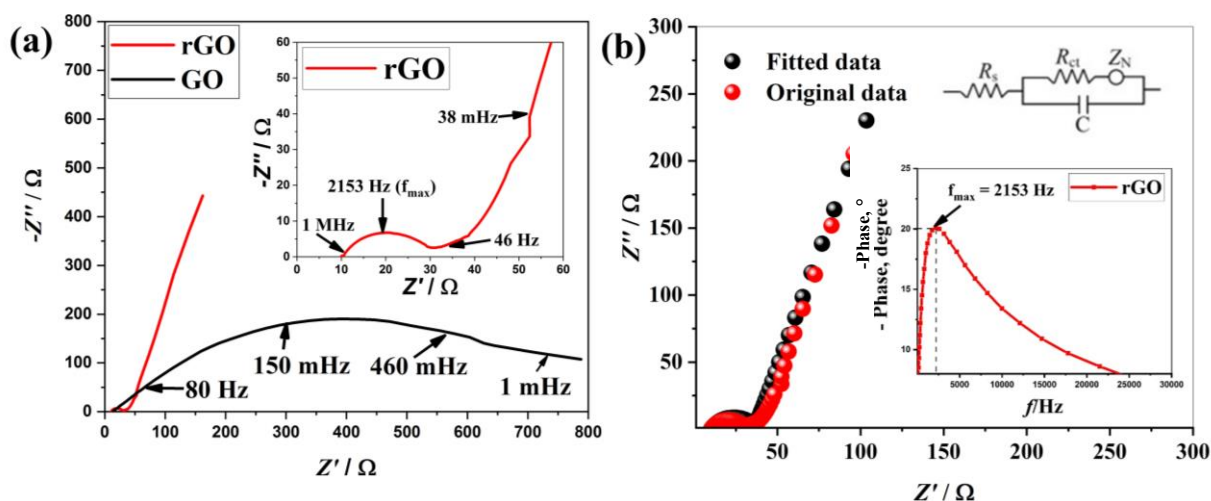 (a)
rGO
GO
800
700
600
500
400
300
200
100
0
0 100 200 300 400 500 600 700 800
-Z'' / Ω
Z' / Ω
80 Hz
150 mHz
460 mHz
1 mHz
rGO
60
50
40
30
20
10
0
0 10 20 30 40 50 60
-Z'' / Ω
Z' / Ω
1 MHz
2153 Hz (fmax)
46 Hz
38 mHz
(b)
Fitted data
Original data
300
250
200
150
100
50
50 100 150 200 250 300
Z'' / Ω
Z' / Ω
Rs
Rct
ZN
C
fmax = 2153 Hz
rGO
25
20
15
10
5000 10000 15000 20000 25000 30000
-Phase, °
- Phase, degree
f/Hz